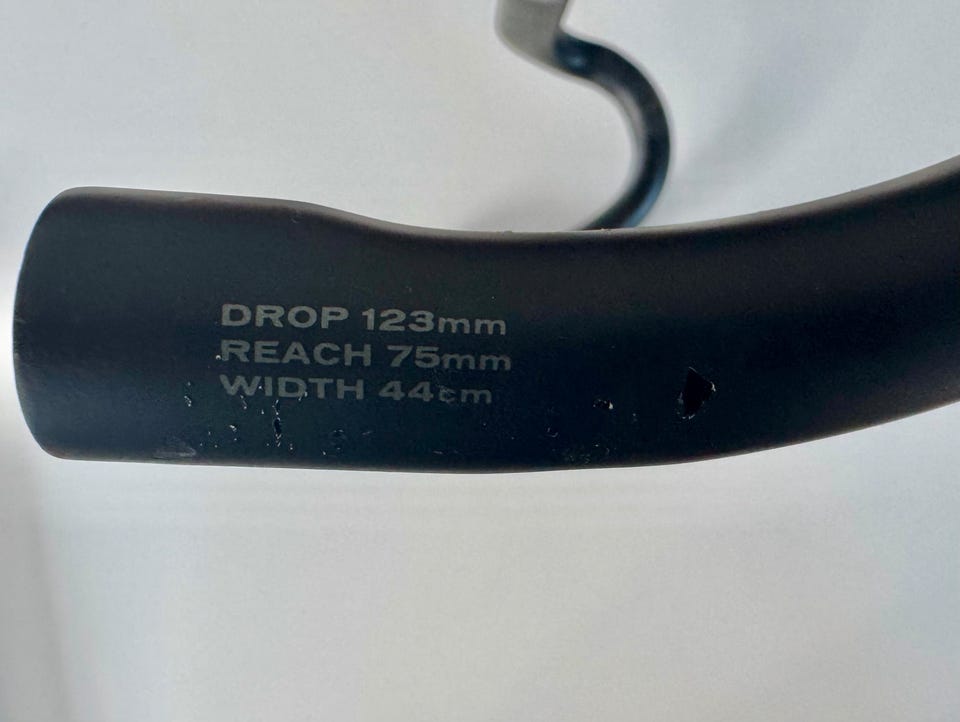 DROP 123mm
REACH 75mm
WIDTH 44cm